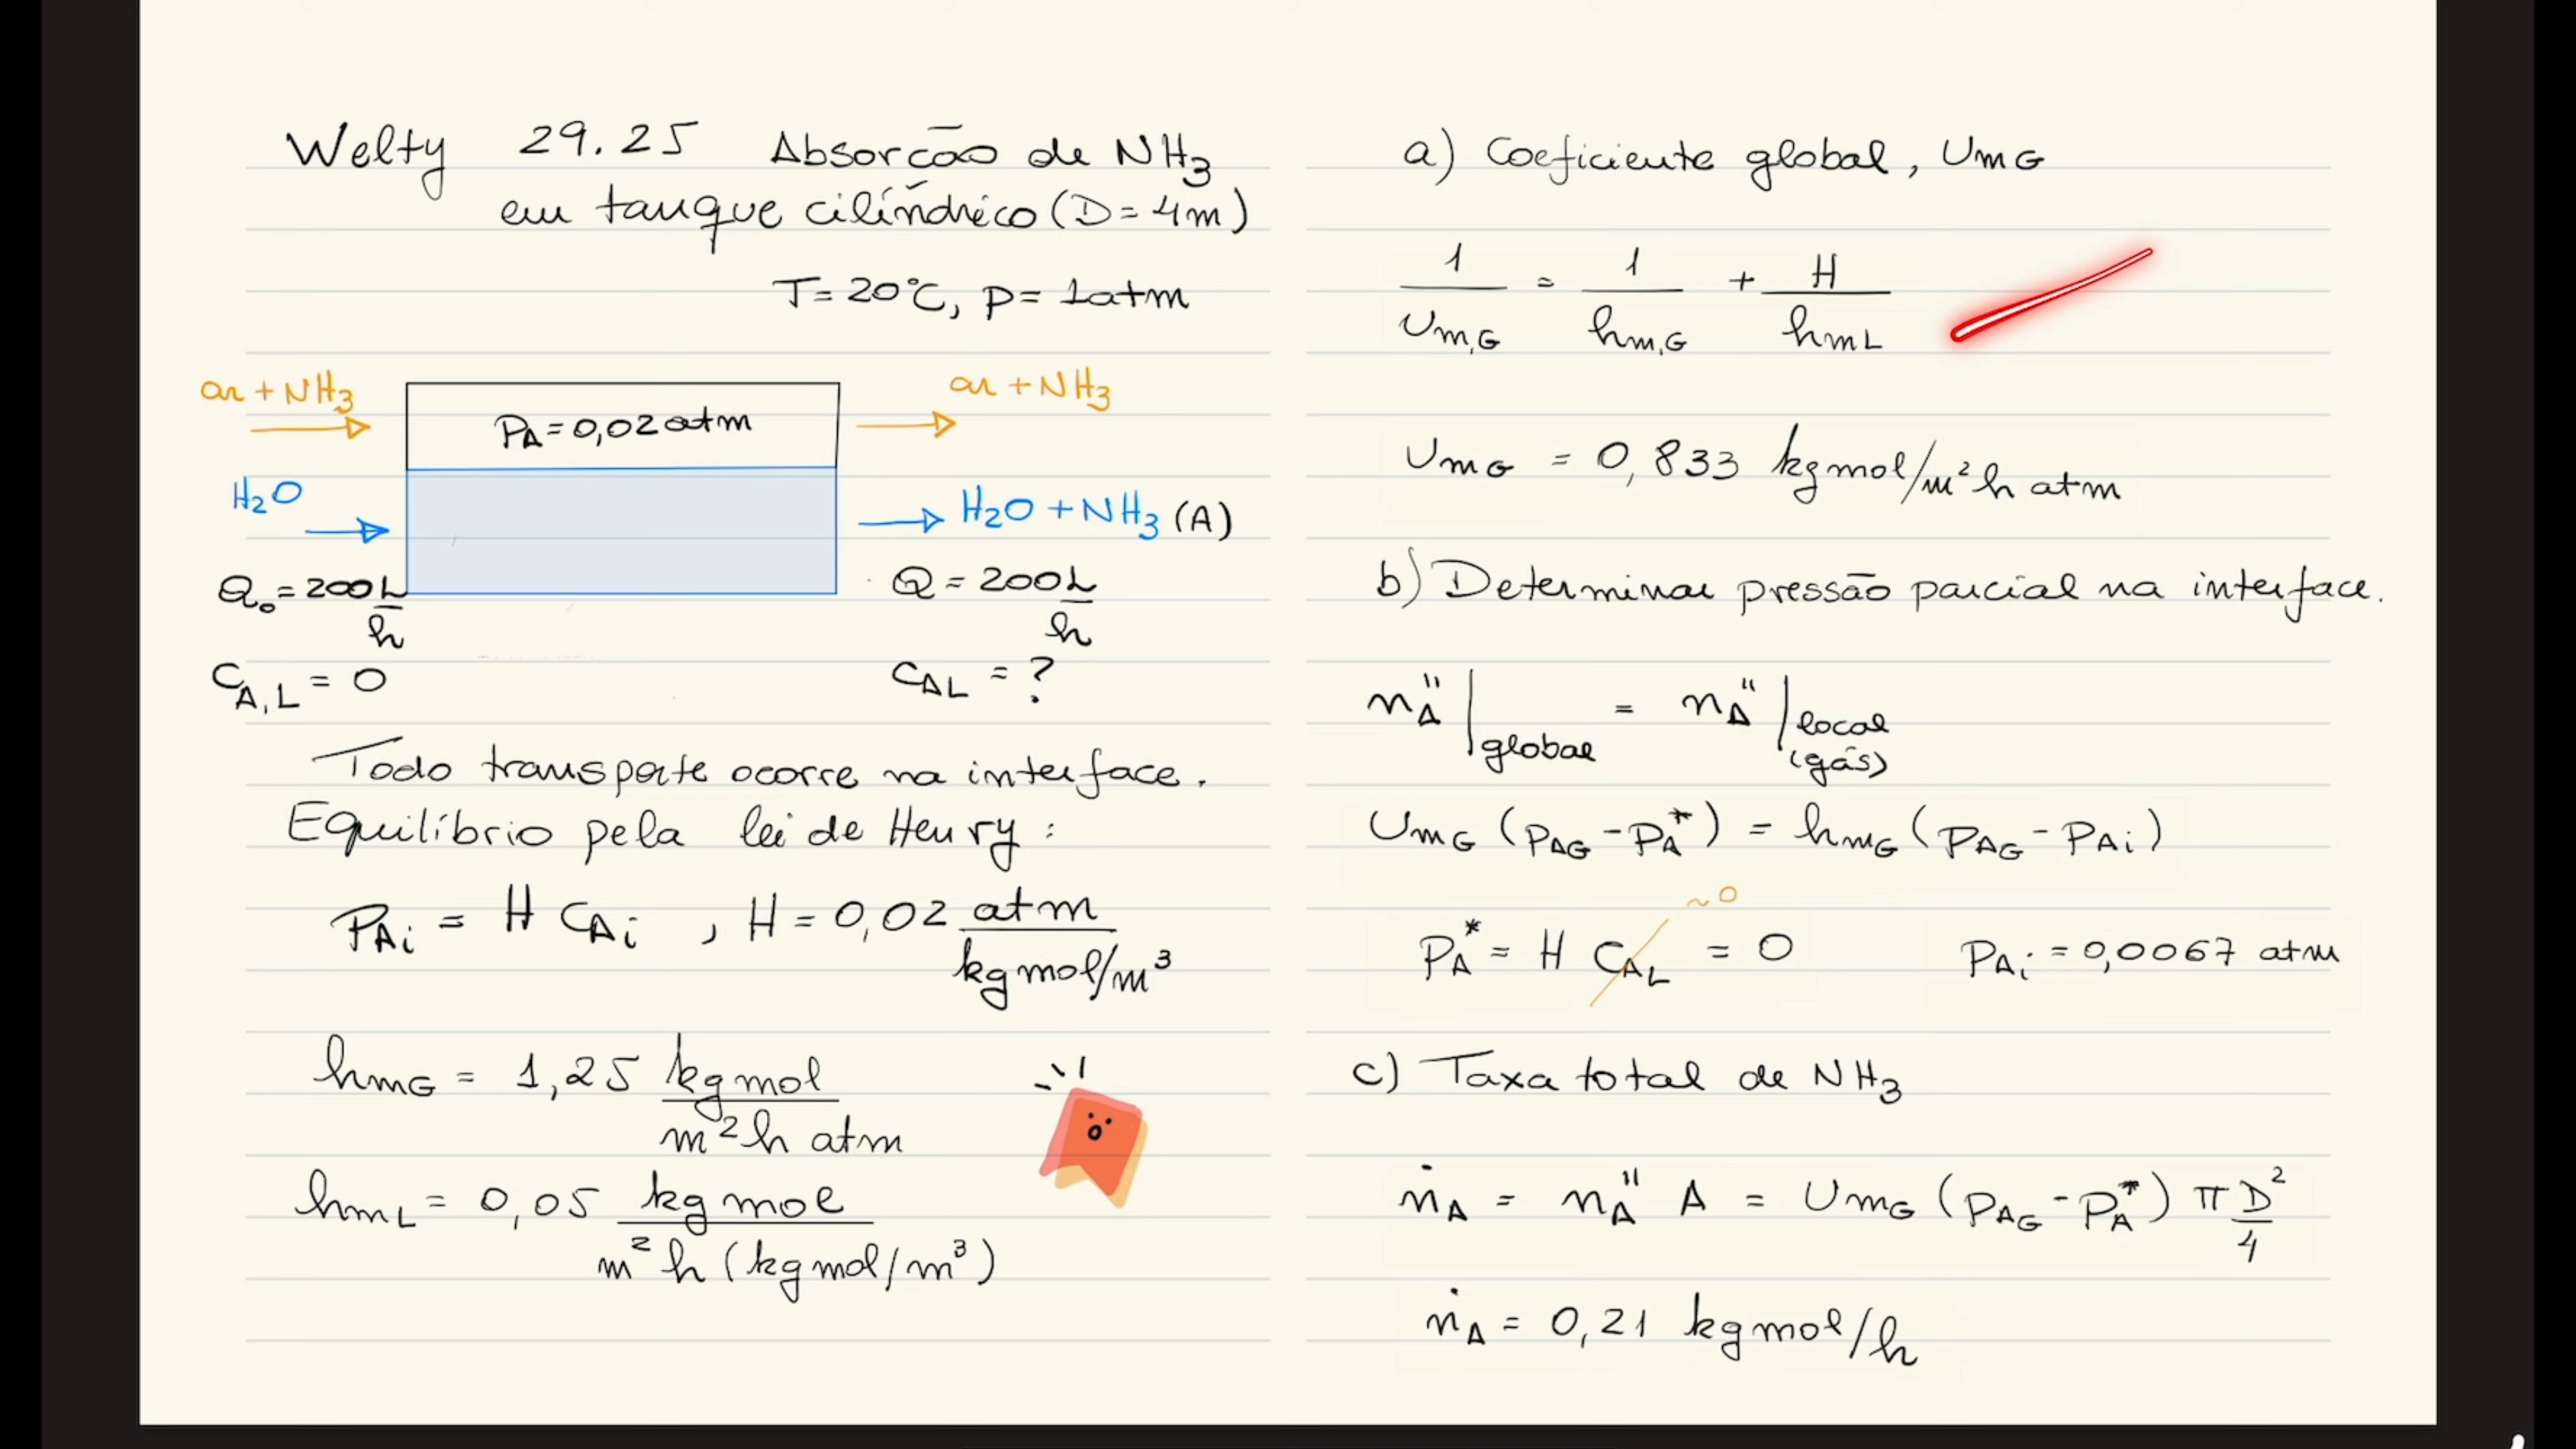 Welty 29.25 Absorção de NH3
em tanque cilíndrico (D = 4m)
T = 20°C, p = 1atm
ar + NH3
ar + NH3
PA = 0,02 atm
H2O
H2O + NH3 (A)
Qo = 200 L/h
Q = 200 L/h
CA,L = 0
CAL = ?
Todo transporte ocorre na interface.
Equilíbrio pela lei de Henry:
PAi = H CAi , H = 0,02 atm/(kgmol/m³)
hmG = 1,25 kgmol/(m² h atm)
hmL = 0,05 kgmol/(m² h (kgmol/m³))
a) Coeficiente global, UmG
1/Um,G = 1/hm,G + H/hmL
UmG = 0,833 kgmol/m² h atm
b) Determinar pressão parcial na interface.
nA'' |global = nA'' |local (gás)
UmG (PAG - PA*) = hmG (PAG - PAi)
~0
PA* = H CAL = 0 PAi = 0,0067 atm
c) Taxa total de NH3
ṅA = nA'' A = UmG (PAG - PA*) π D²/4
ṅA = 0,21 kgmol/h